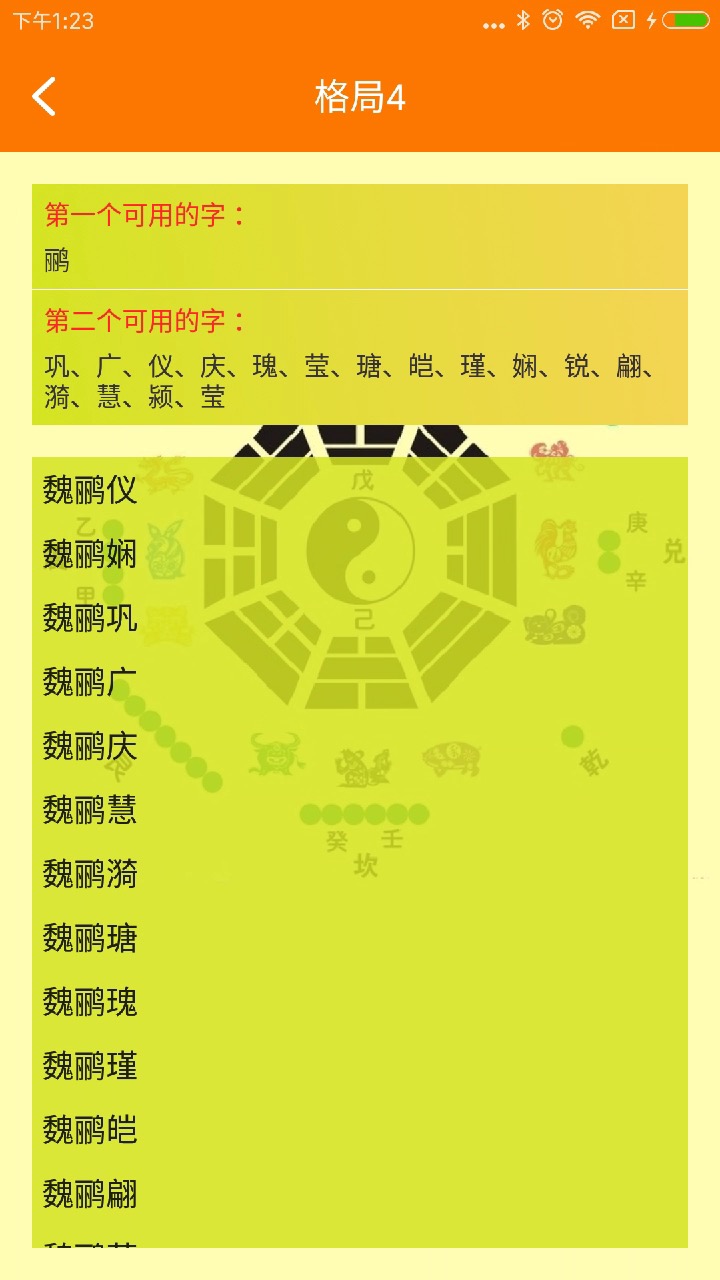 下午1:23
格局4
第一个可用的字：
鹂
第二个可用的字：
巩、广、仪、庆、瑰、莹、瑭、皑、瑾、娴、锐、翩、
漪、慧、颍、莹
戊
魏鹂仪
乙
庚
魏鹂娴
兑
甲
辛
魏鹂巩
己
魏鹂广
魏鹂庆
艮
乾
魏鹂慧
癸
壬
坎
魏鹂漪
魏鹂瑭
魏鹂瑰
魏鹂瑾
魏鹂皑
魏鹂翩